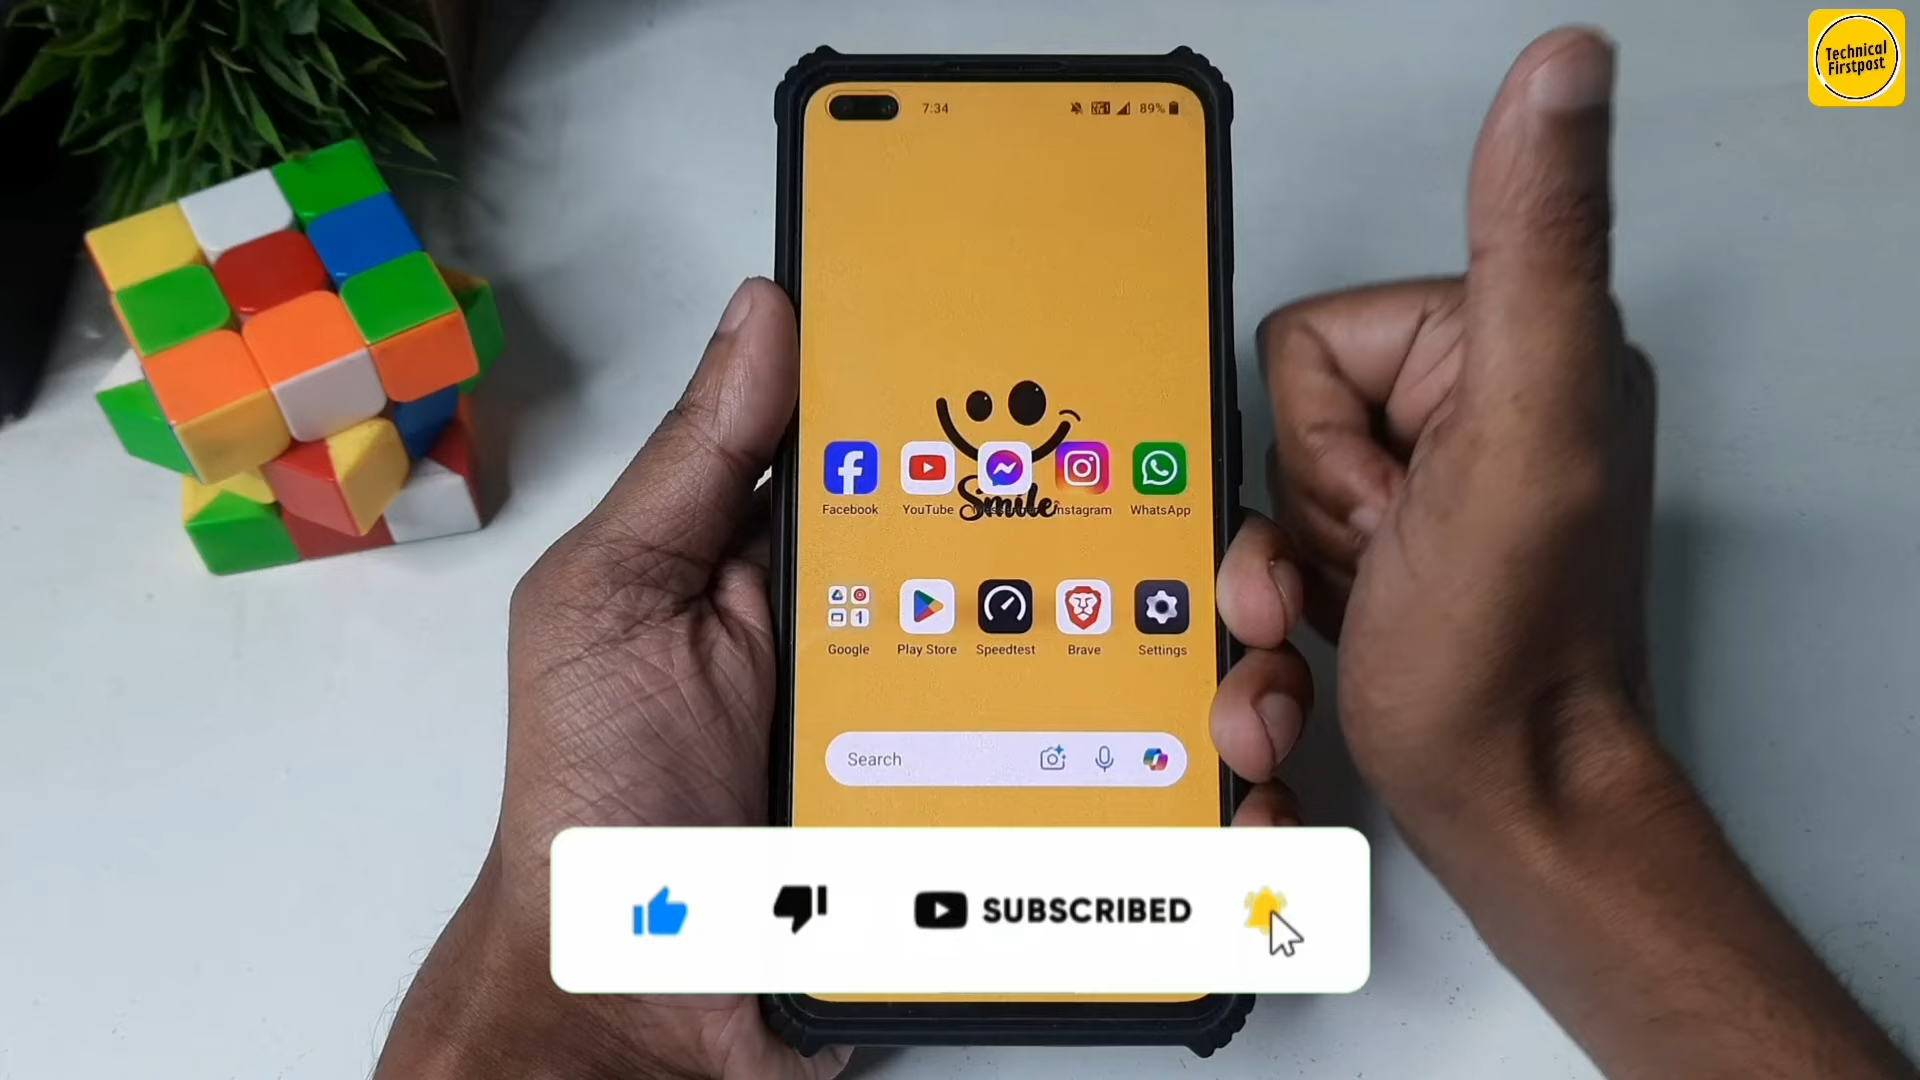 Technical
Firstpost
7:34
89%
Smile
Facebook
YouTube
Instagram
WhatsApp
Google
Play Store
Speedtest
Brave
Settings
Search
SUBSCRIBED